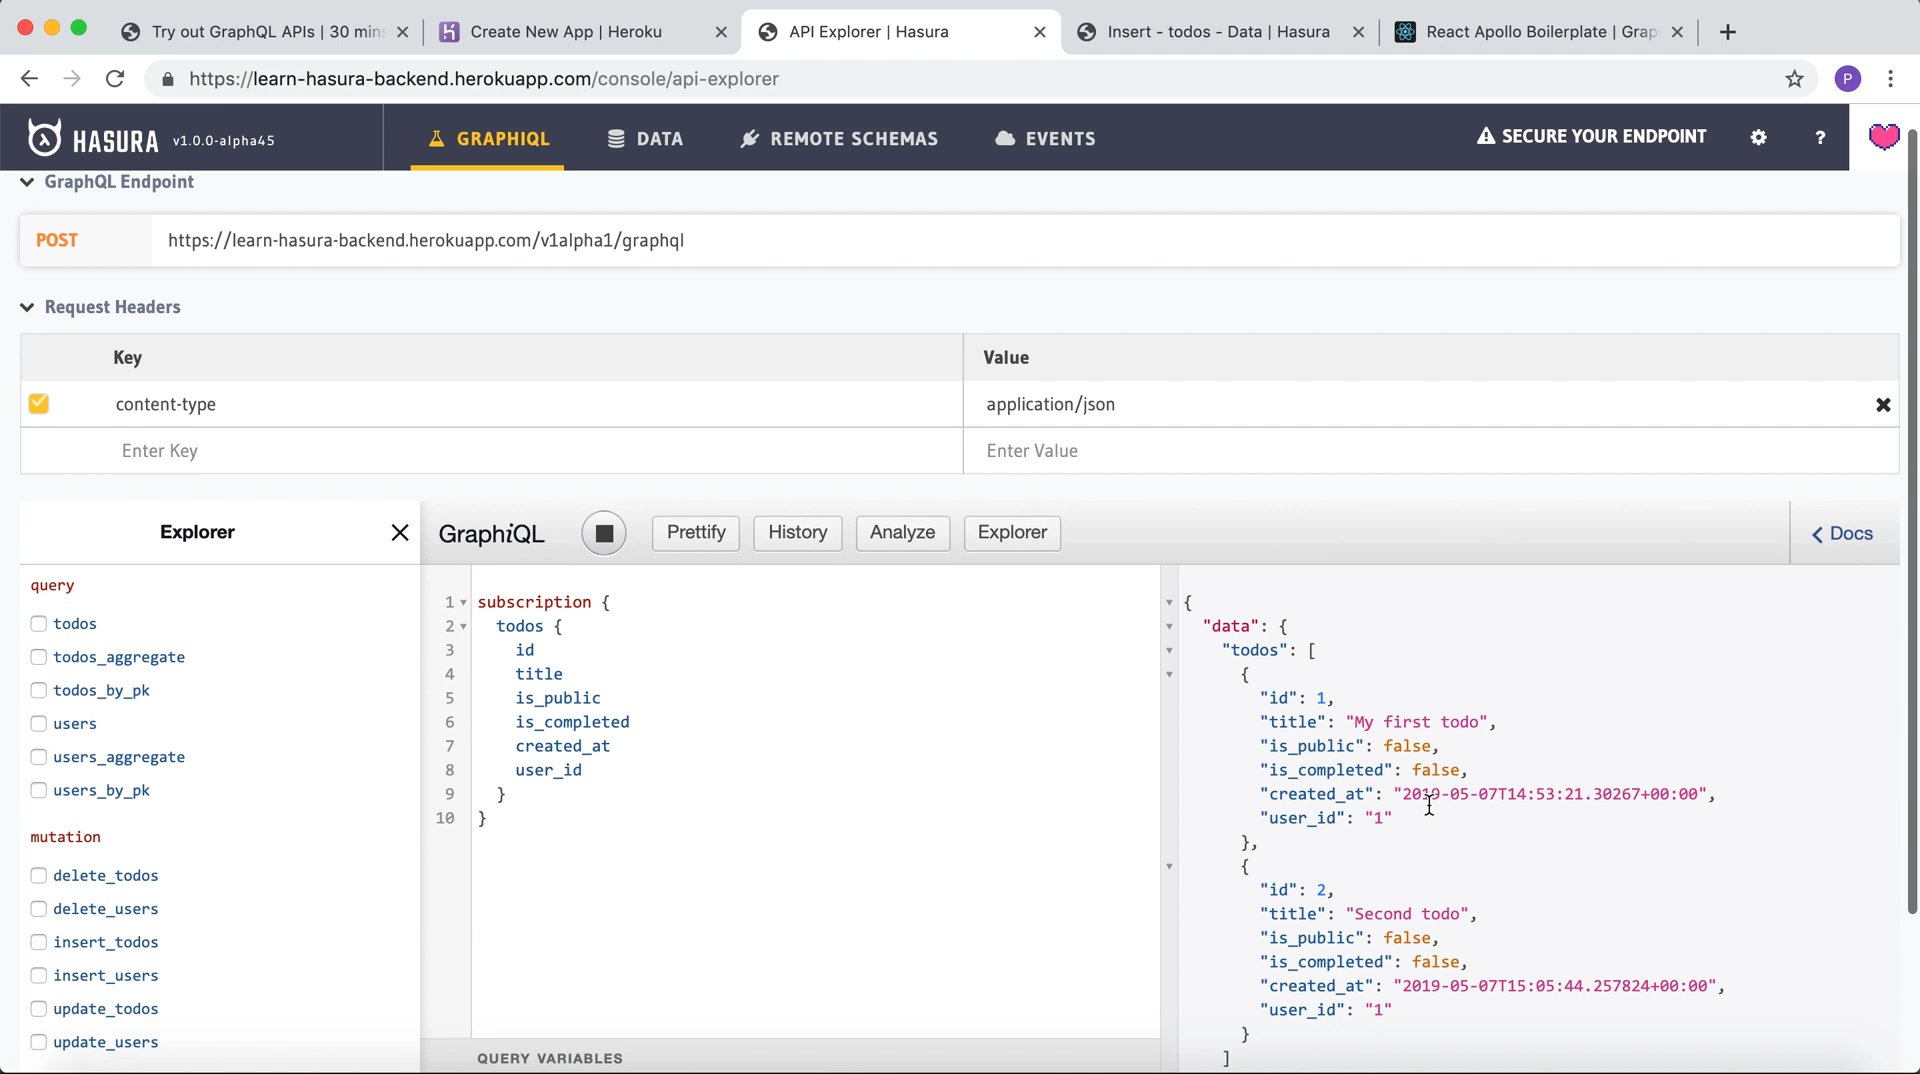 Try out GraphQL APIs | 30 mins
Create New App | Heroku
API Explorer | Hasura
Insert - todos - Data | Hasura
React Apollo Boilerplate | Grap
https://learn-hasura-backend.herokuapp.com/console/api-explorer
P
HASURA v1.0.0-alpha45
GRAPHIQL
DATA
REMOTE SCHEMAS
EVENTS
SECURE YOUR ENDPOINT
?
GraphQL Endpoint
POST https://learn-hasura-backend.herokuapp.com/v1alpha1/graphql
Request Headers
Key Value
content-type application/json
Enter Key Enter Value
Explorer
GraphiQL
Prettify
History
Analyze
Explorer
Docs
query
todos
todos_aggregate
todos_by_pk
users
users_aggregate
users_by_pk
mutation
delete_todos
delete_users
insert_todos
insert_users
update_todos
update_users
1 subscription {
2 todos {
3 id
4 title
5 is_public
6 is_completed
7 created_at
8 user_id
9 }
10 }
QUERY VARIABLES
{
"data": {
"todos": [
{
"id": 1,
"title": "My first todo",
"is_public": false,
"is_completed": false,
"created_at": "2019-05-07T14:53:21.30267+00:00",
"user_id": "1"
},
{
"id": 2,
"title": "Second todo",
"is_public": false,
"is_completed": false,
"created_at": "2019-05-07T15:05:44.257824+00:00",
"user_id": "1"
}
]